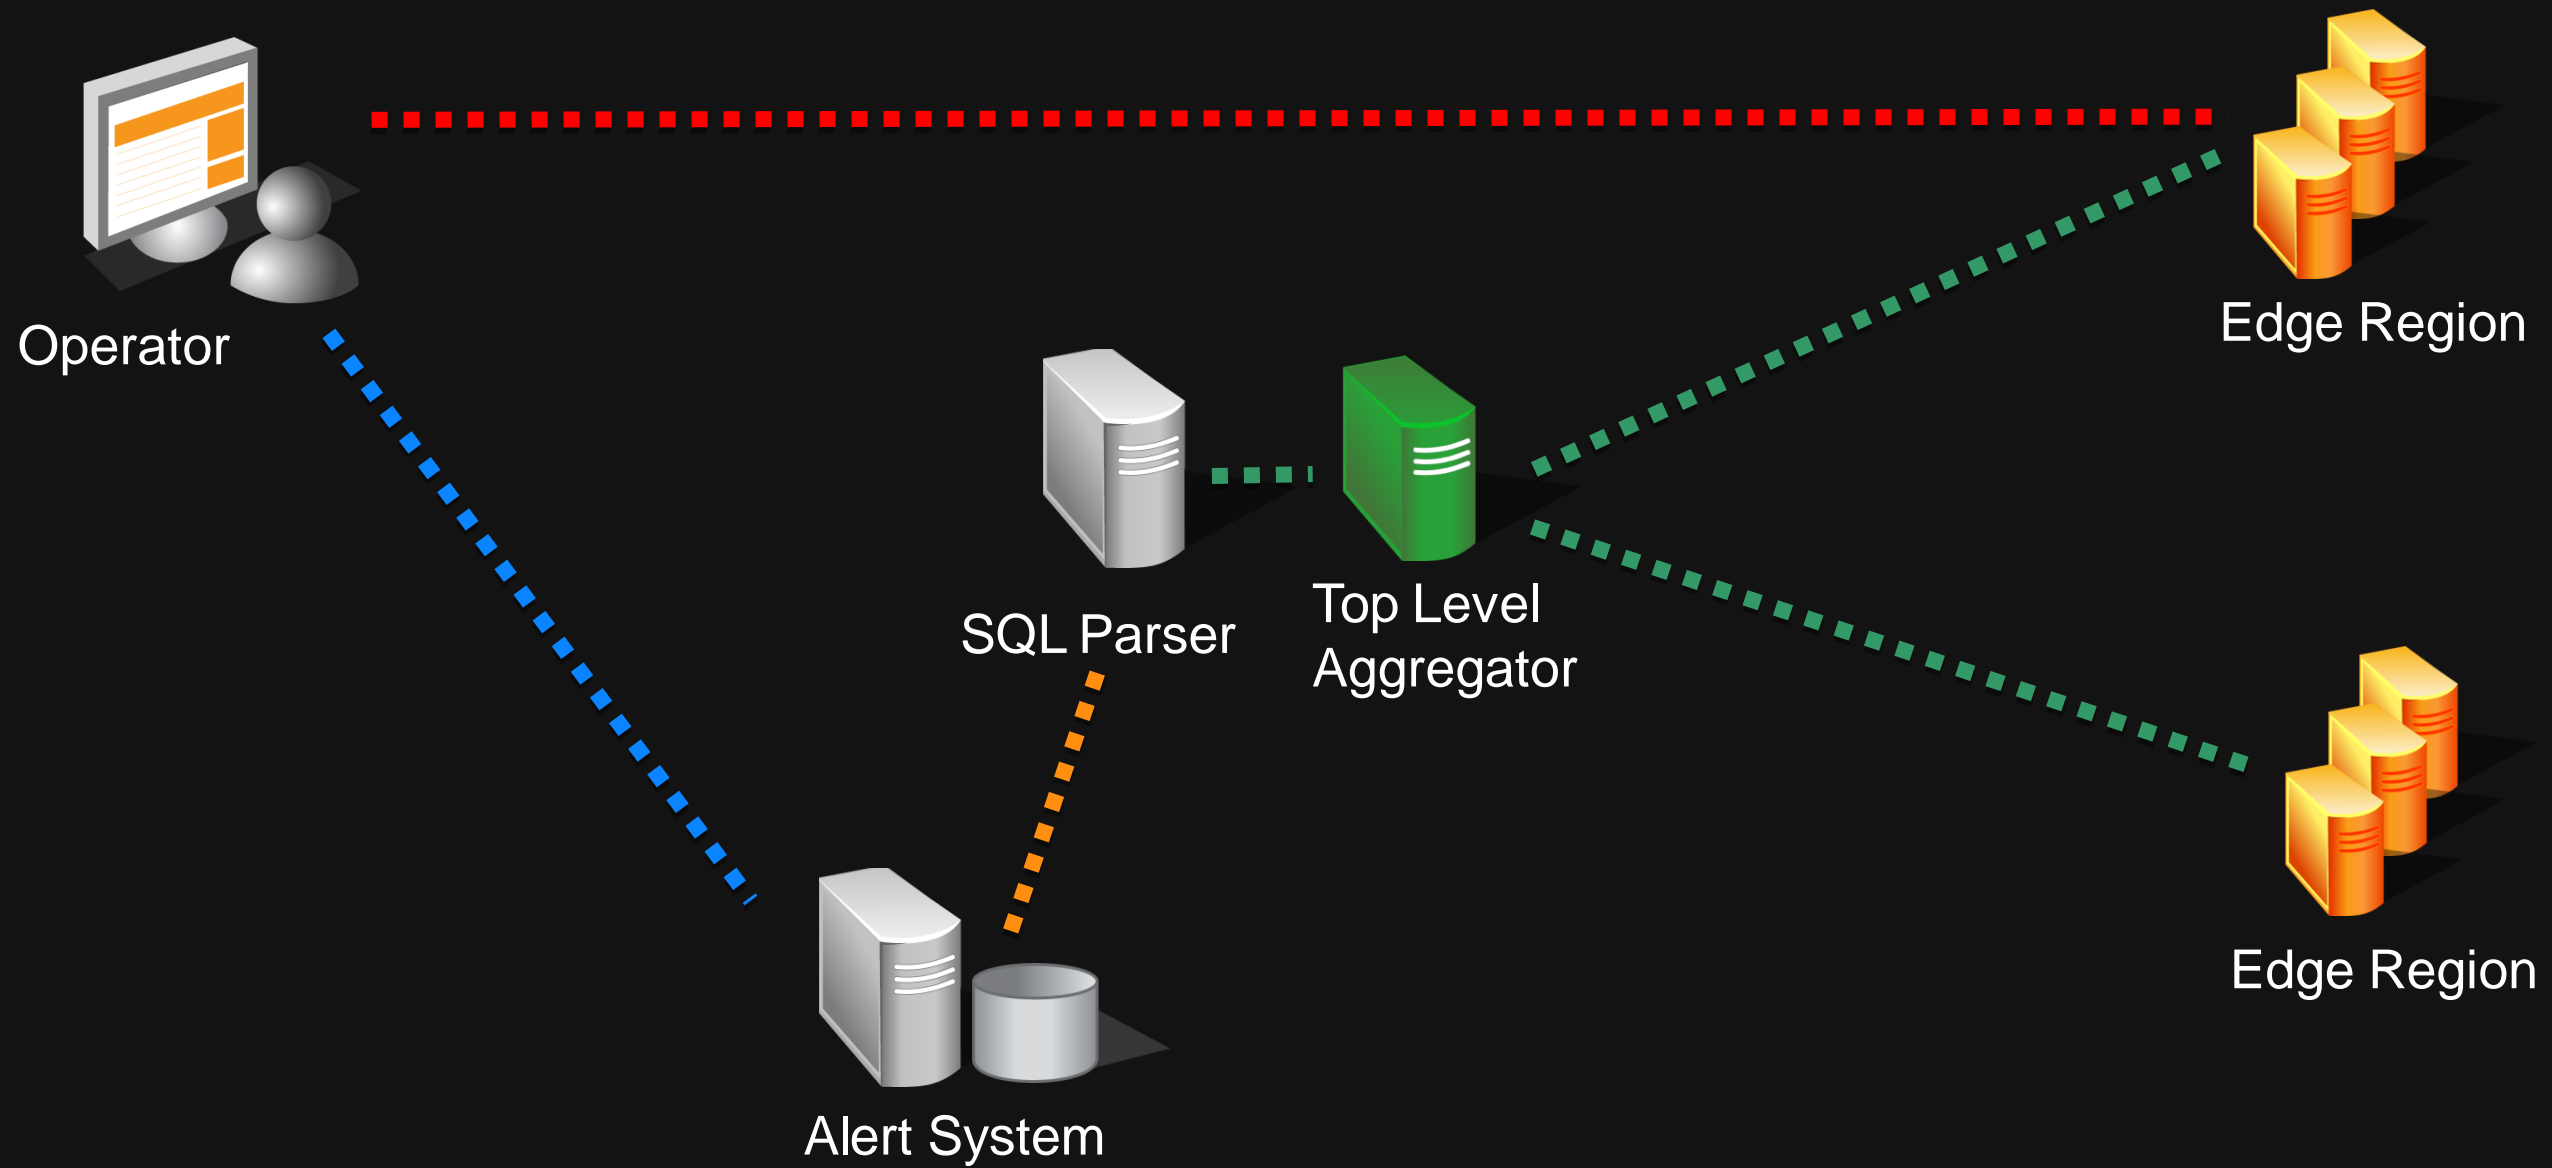 Operator
Edge Region
SQL Parser
Top Level
Aggregator
Edge Region
Alert System